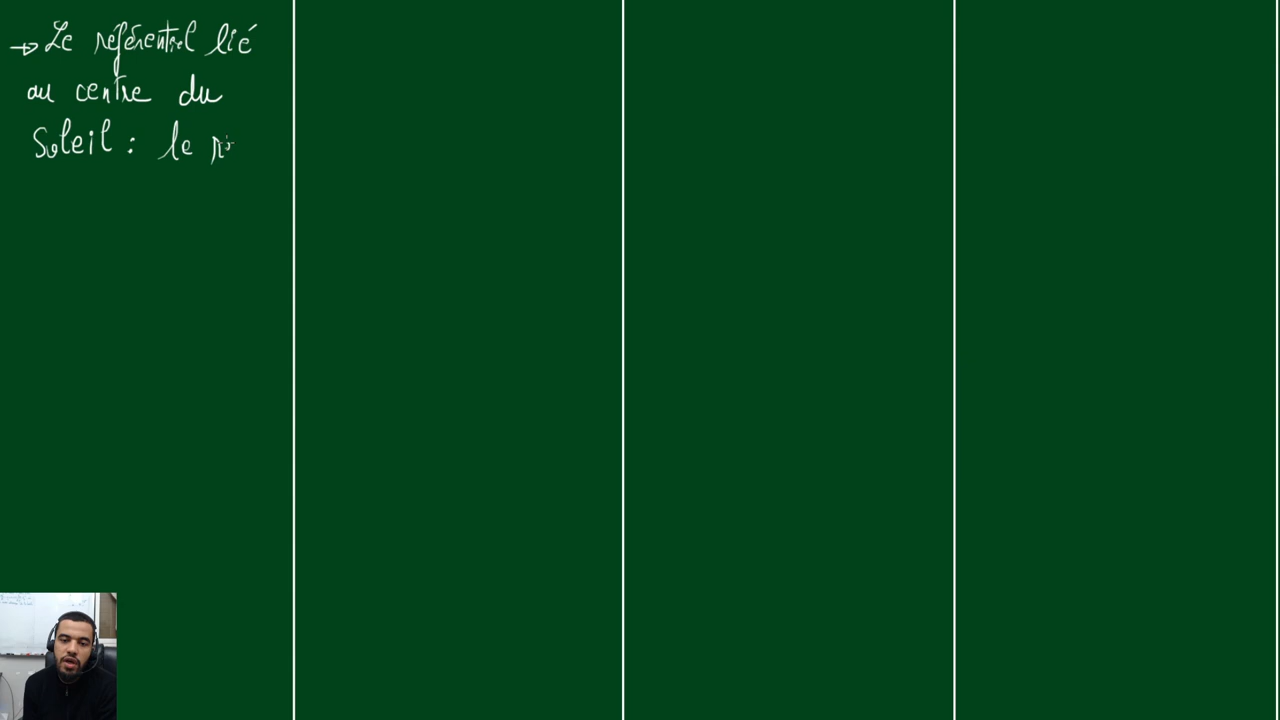 → Le référentiel lié
au centre du
Soleil : le